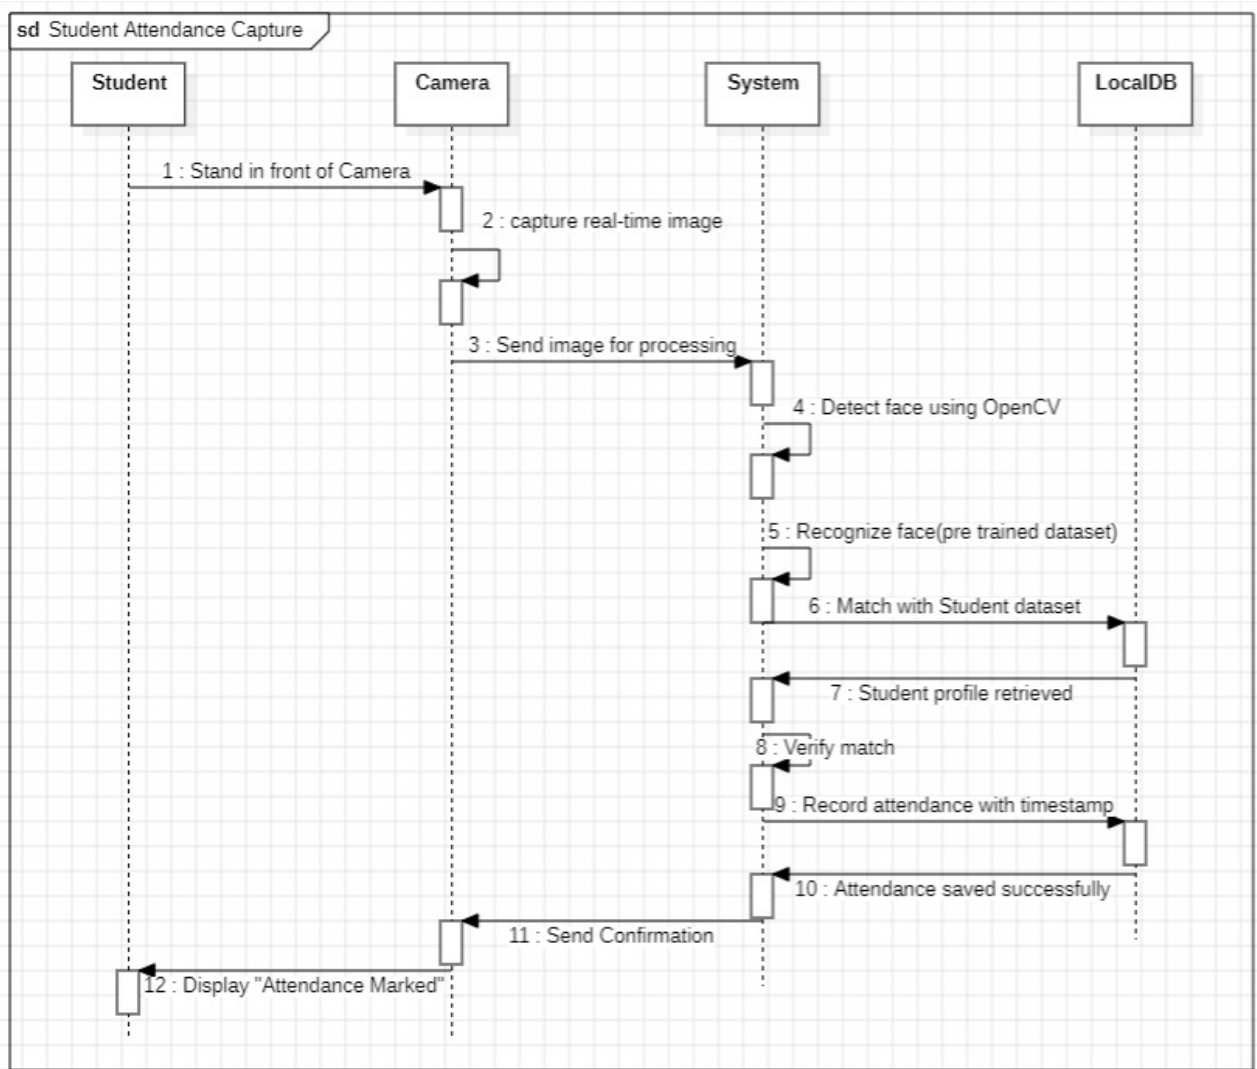 sd Student Attendance Capture
Student
Camera
System
LocalDB
1 : Stand in front of Camera
2 : capture real-time image
3 : Send image for processing
4 : Detect face using OpenCV
5 : Recognize face(pre trained dataset)
6 : Match with Student dataset
7 : Student profile retrieved
8 : Verify match
9 : Record attendance with timestamp
10 : Attendance saved successfully
11 : Send Confirmation
12 : Display "Attendance Marked"